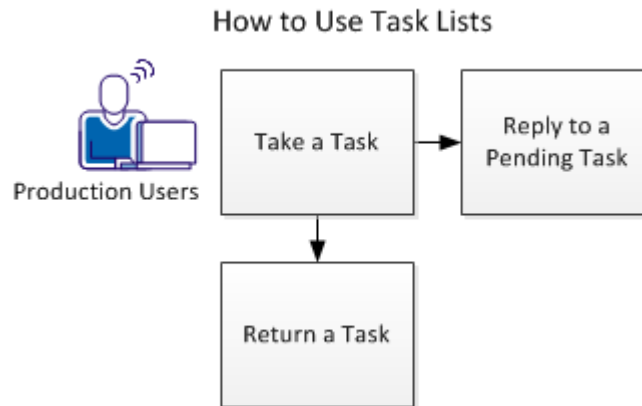 How to Use Task Lists
Production Users
Take a Task
Reply to a
Pending Task
Return a Task